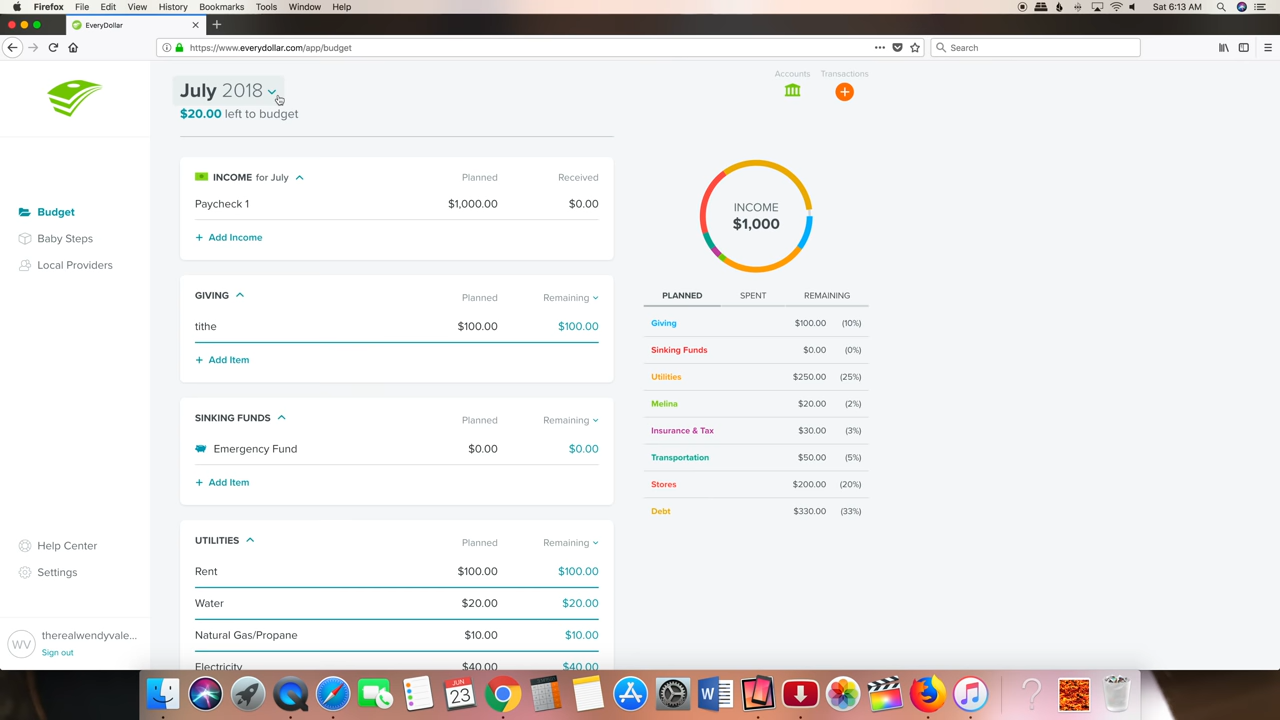 Firefox File Edit View History Bookmarks Tools Window Help Sat 6:13 AM
EveryDollar
https://www.everydollar.com/app/budget
Search
July 2018
$20.00 left to budget
Accounts
Transactions
Budget
Baby Steps
Local Providers
Help Center
Settings
WV
therealwendyvale...
Sign out
INCOME for July Planned Received
Paycheck 1 $1,000.00 $0.00
+ Add Income
GIVING Planned Remaining
tithe $100.00 $100.00
+ Add Item
SINKING FUNDS Planned Remaining
Emergency Fund $0.00 $0.00
+ Add Item
UTILITIES Planned Remaining
Rent $100.00 $100.00
Water $20.00 $20.00
Natural Gas/Propane $10.00 $10.00
Electricity $40.00 $40.00
INCOME
$1,000
PLANNED SPENT REMAINING
Giving $100.00 (10%)
Sinking Funds $0.00 (0%)
Utilities $250.00 (25%)
Melina $20.00 (2%)
Insurance & Tax $30.00 (3%)
Transportation $50.00 (5%)
Stores $200.00 (20%)
Debt $330.00 (33%)
JUN
23
W
?